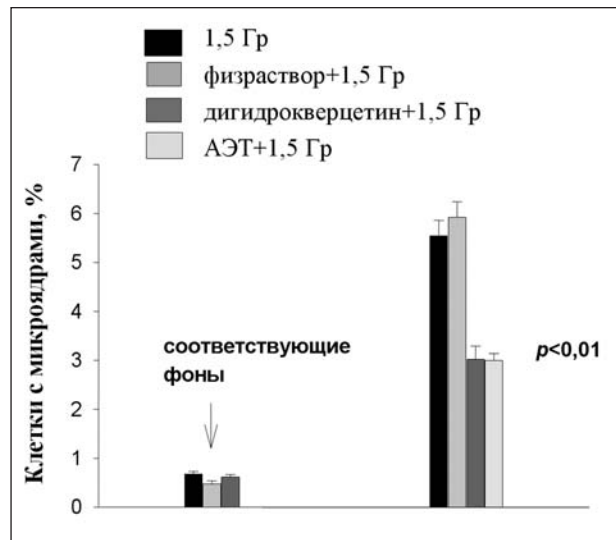 1,5 Гр
физраствор+1,5 Гр
дигидрокверцетин+1,5 Гр
АЭТ+1,5 Гр
Клетки с микроядрами, %
7
6
5
4
3
2
1
0
соответствующие
фоны
p<0,01